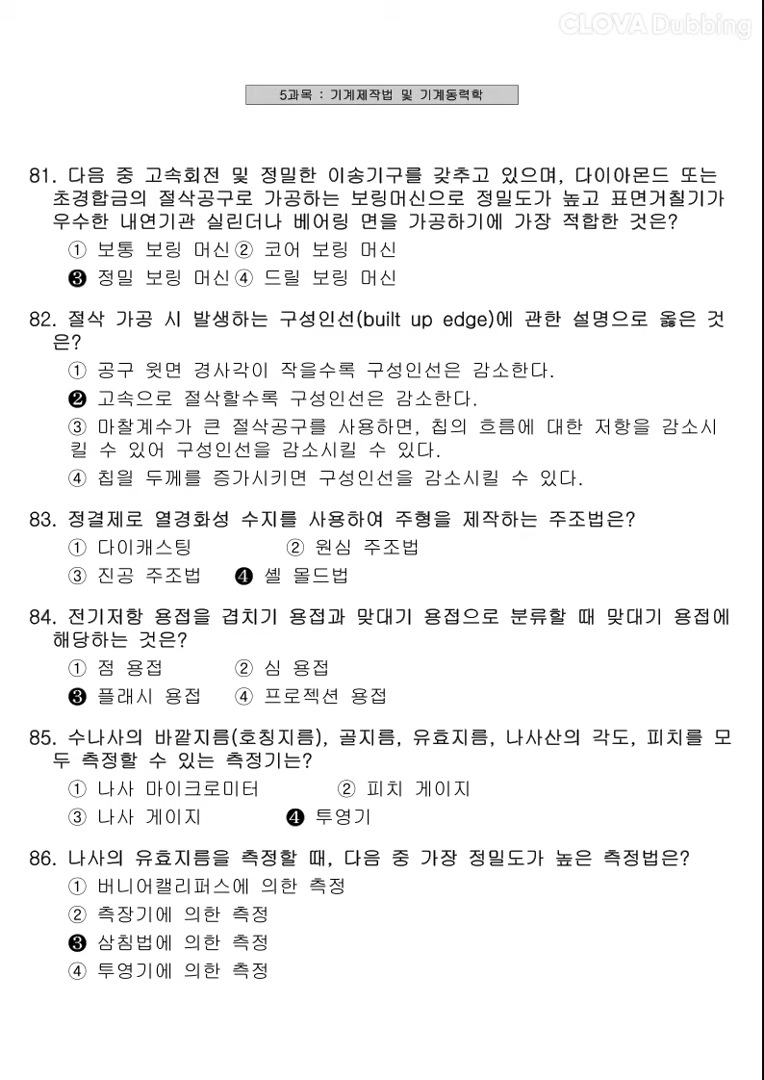 CLOVA Dubbing
5과목 : 기계제작법 및 기계동력학
81. 다음 중 고속회전 및 정밀한 이송기구를 갖추고 있으며, 다이아몬드 또는
초경합금의 절삭공구로 가공하는 보링머신으로 정밀도가 높고 표면거칠기가
우수한 내연기관 실린더나 베어링 면을 가공하기에 가장 적합한 것은?
① 보통 보링 머신② 코어 보링 머신
❸ 정밀 보링 머신④ 드릴 보링 머신
82. 절삭 가공 시 발생하는 구성인선(built up edge)에 관한 설명으로 옳은 것
은?
① 공구 윗면 경사각이 작을수록 구성인선은 감소한다.
❷ 고속으로 절삭할수록 구성인선은 감소한다.
③ 마찰계수가 큰 절삭공구를 사용하면, 칩의 흐름에 대한 저항을 감소시
킬 수 있어 구성인선을 감소시킬 수 있다.
④ 칩읠 두께를 증가시키면 구성인선을 감소시킬 수 있다.
83. 정결제로 열경화성 수지를 사용하여 주형을 제작하는 주조법은?
① 다이캐스팅 ② 원심 주조법
③ 진공 주조법 ❹ 셸 몰드법
84. 전기저항 용접을 겹치기 용접과 맞대기 용접으로 분류할 때 맞대기 용접에
해당하는 것은?
① 점 용접 ② 심 용접
❸ 플래시 용접 ④ 프로젝션 용접
85. 수나사의 바깥지름(호칭지름), 골지름, 유효지름, 나사산의 각도, 피치를 모
두 측정할 수 있는 측정기는?
① 나사 마이크로미터 ② 피치 게이지
③ 나사 게이지 ❹ 투영기
86. 나사의 유효지름을 측정할 때, 다음 중 가장 정밀도가 높은 측정법은?
① 버니어캘리퍼스에 의한 측정
② 측장기에 의한 측정
❸ 삼침법에 의한 측정
④ 투영기에 의한 측정